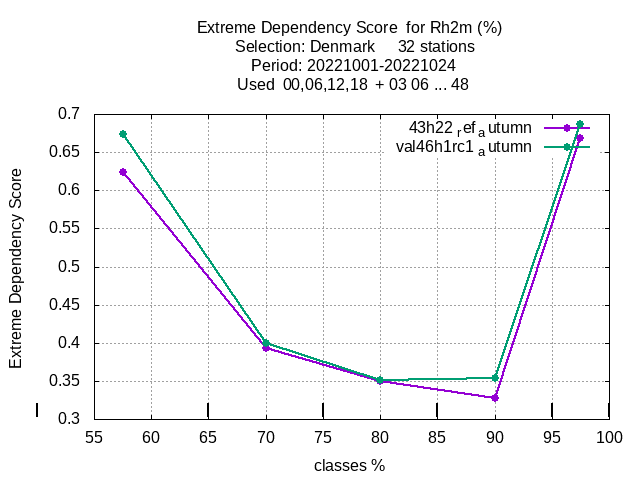 Extreme Dependency Score for Rh2m (%)
Selection: Denmark 32 stations
Period: 20221001-20221024
Used 00,06,12,18 + 03 06 ... 48
43h22 ref autumn
val46h1rc1 autumn
Extreme Dependency Score
0.7
0.65
0.6
0.55
0.5
0.45
0.4
0.35
0.3
55 60 65 70 75 80 85 90 95 100
classes %